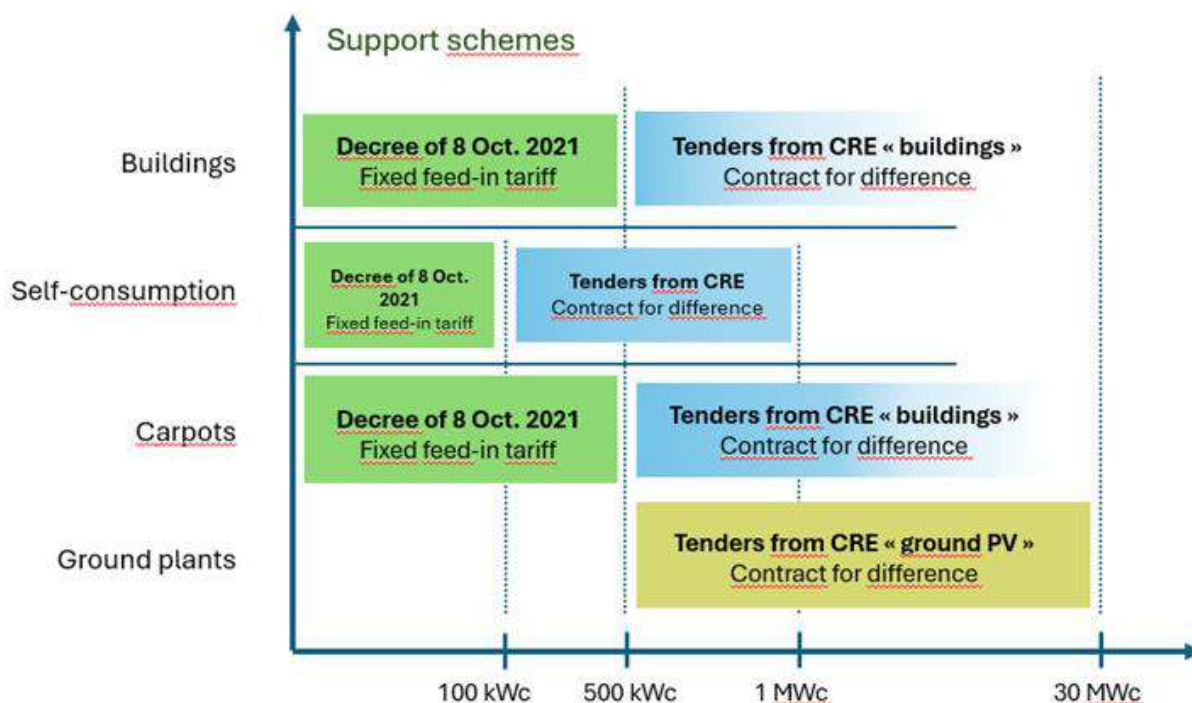 Support schemes
Buildings
Decree of 8 Oct. 2021
Fixed feed-in tariff
Tenders from CRE « buildings »
Contract for difference
Self-consumption
Decree of 8 Oct.
2021
Fixed feed-in tariff
Tenders from CRE
Contract for difference
Carpots
Decree of 8 Oct. 2021
Fixed feed-in tariff
Tenders from CRE « buildings »
Contract for difference
Ground plants
Tenders from CRE « ground PV »
Contract for difference
100 kWc
500 kWc
1 MWc
30 MWc